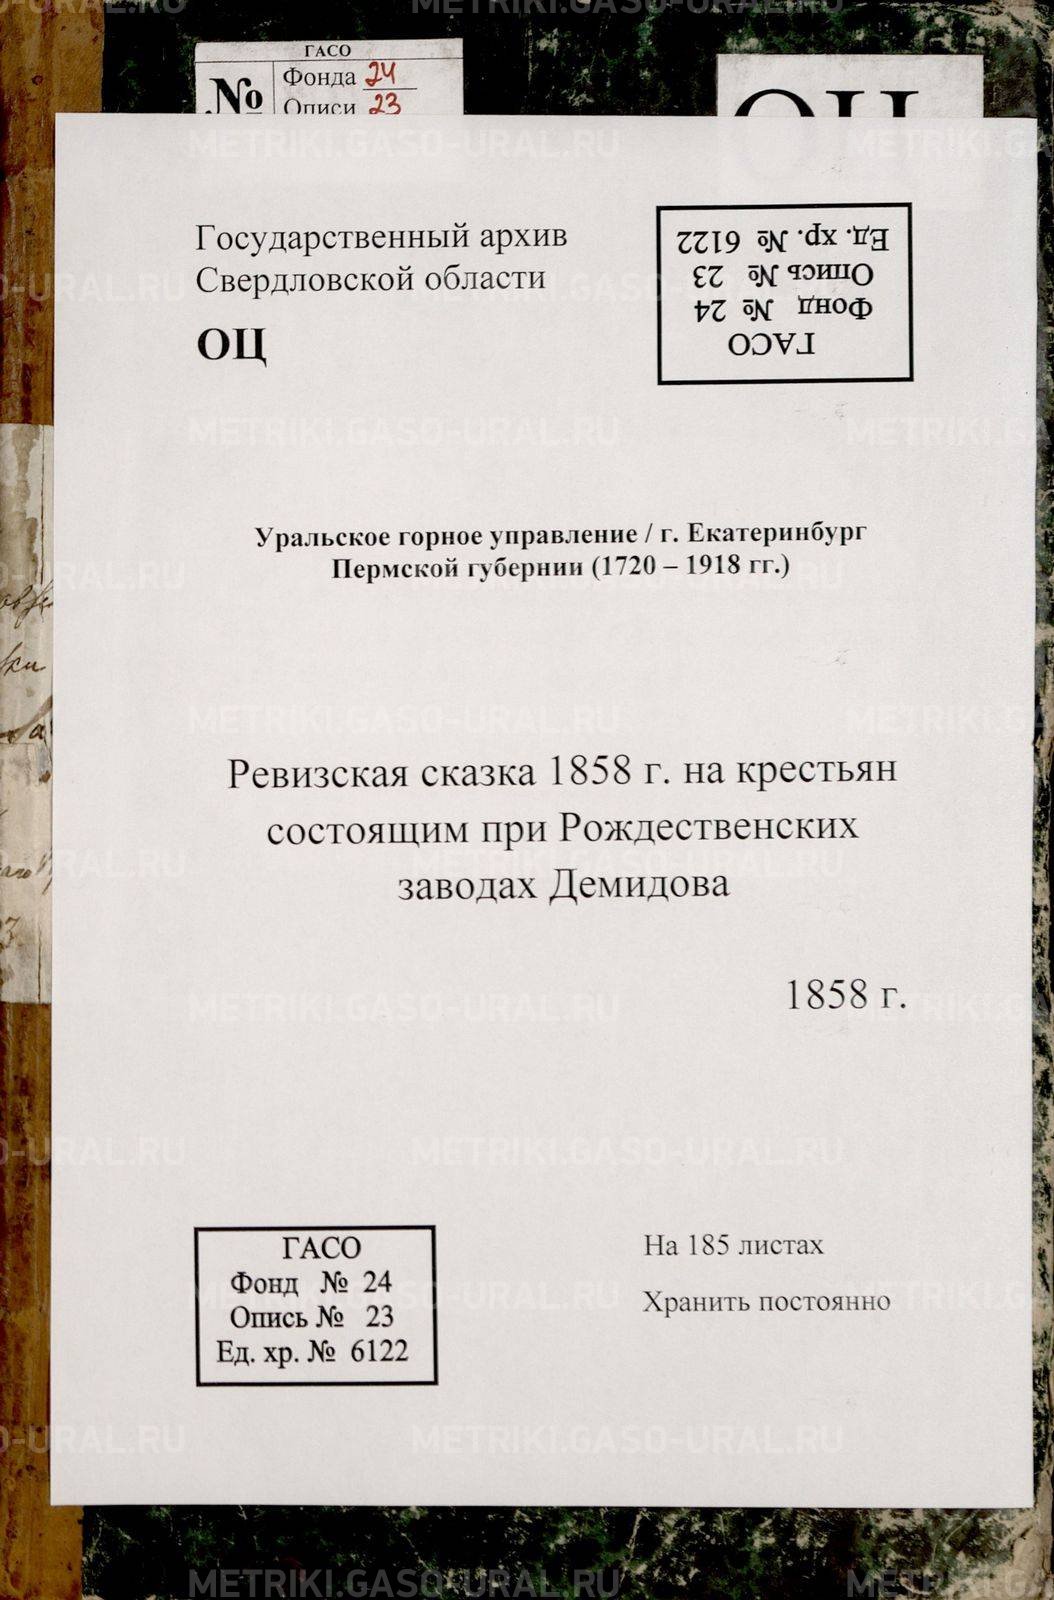 ГАСО
№
Фонда 24
Описи 23
ОЦ
Государственный архив
Свердловской области
ОЦ
ГАСО
Фонд № 24
Опись № 23
Ед. хр. № 6122
Уральское горное управление / г. Екатеринбург
Пермской губернии (1720 – 1918 гг.)
Ревизская сказка 1858 г. на крестьян
состоящим при Рождественских
заводах Демидова
1858 г.
На 185 листах
Хранить постоянно
ГАСО
Фонд № 24
Опись № 23
Ед. хр. № 6122
METRIKI.GASO-URAL.RU